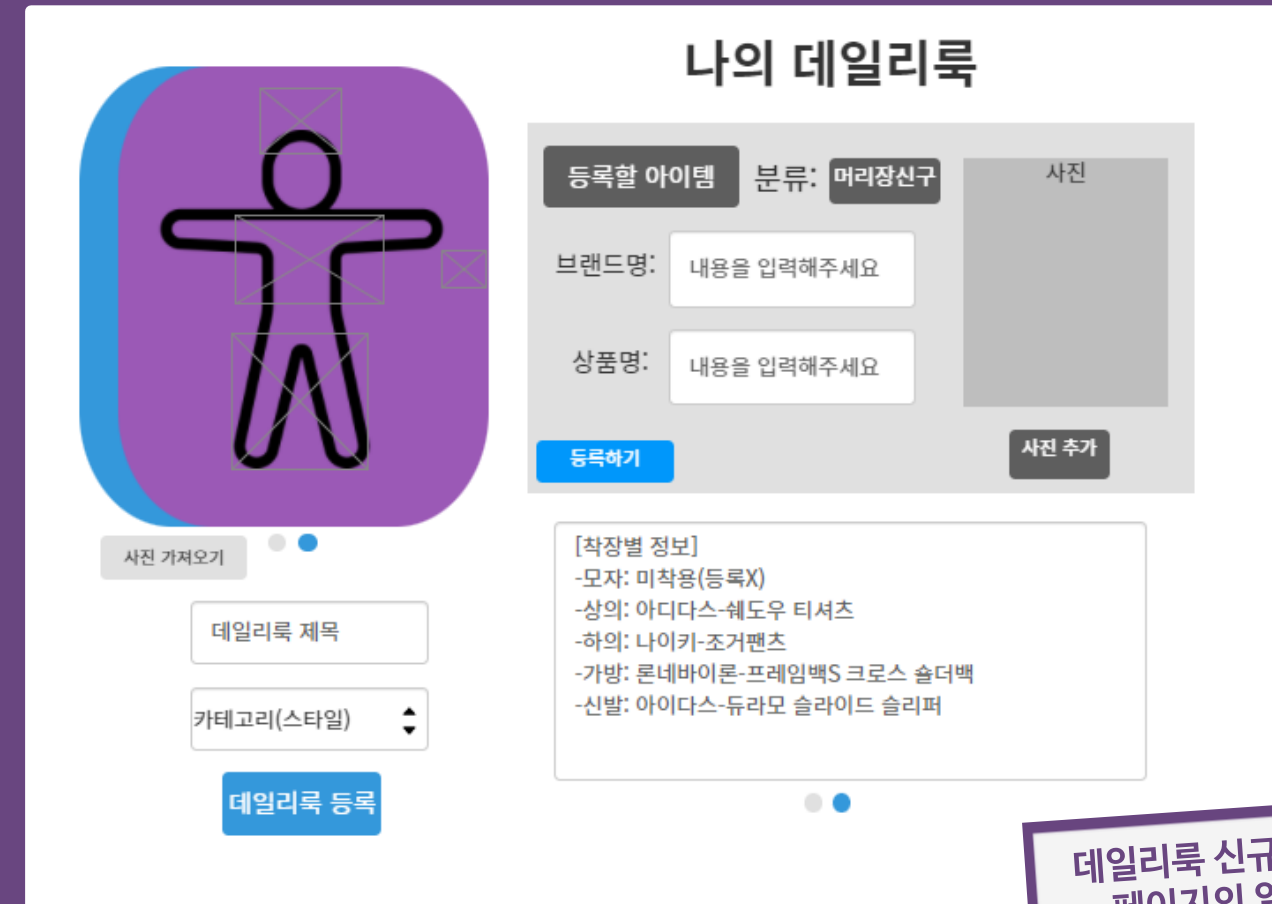 나의 데일리룩
등록할 아이템 분류: 머리장신구
사진
브랜드명: 내용을 입력해주세요
상품명: 내용을 입력해주세요
등록하기
사진 추가
사진 가져오기
데일리룩 제목
카테고리(스타일)
데일리룩 등록
[착장별 정보]
-모자: 미착용(등록X)
-상의: 아디다스-쉐도우 티셔츠
-하의: 나이키-조거팬츠
-가방: 론네바이론-프레임백S 크로스 숄더백
-신발: 아이다스-듀라모 슬라이드 슬리퍼
데일리룩 신규
페이지의